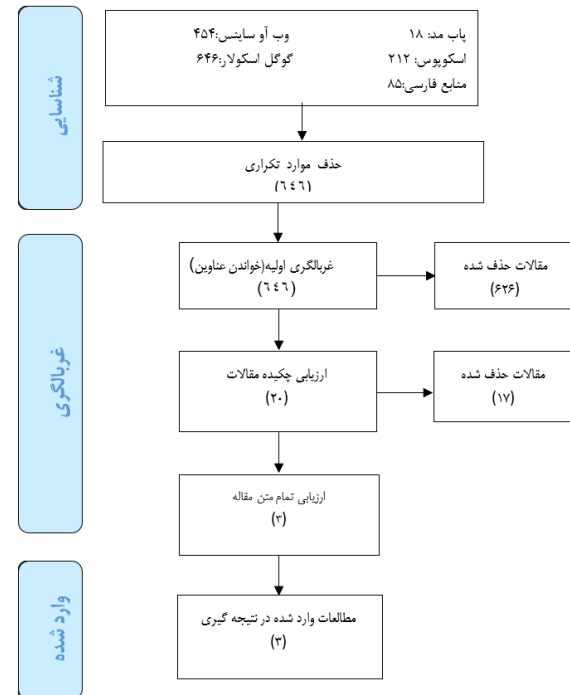 شناسایی
پاب مد: ۱۸ وب آو ساینس:۴۵۴
اسکوپوس: ۲۱۲ گوگل اسکولار:۶۴۶
منابع فارسی:۸۵
حذف موارد تکراری
(٦٤٦)
غربالگری
غربالگری اولیه(خواندن عناوین)
(٦٤٦)
مقالات حذف شده
(۶۲۶)
ارزیابی چکیده مقالات
(۲۰)
مقالات حذف شده
(۱۷)
ارزیابی تمام متن مقاله
(۳)
وارد شده
مطالعات وارد شده در نتیجه گیری
(۳)